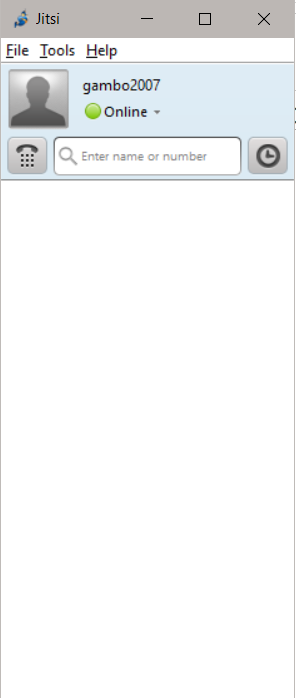 Jitsi
File Tools Help
gambo2007
Online
Enter name or number